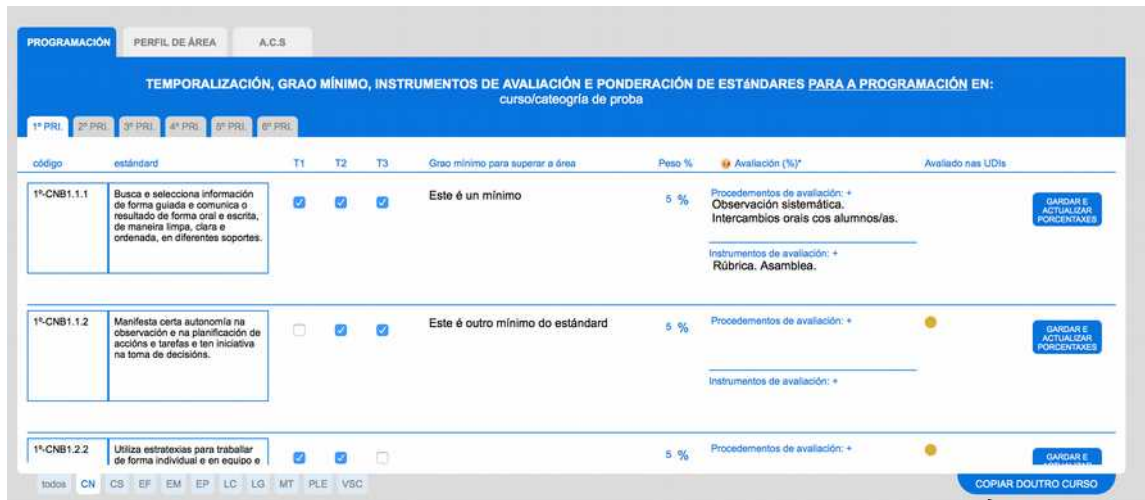 PROGRAMACIÓN PERFIL DE ÁREA A.C.S
TEMPORALIZACIÓN, GRAO MÍNIMO, INSTRUMENTOS DE AVALIACIÓN E PONDERACIÓN DE ESTáNDARES PARA A PROGRAMACIÓN EN:
curso/cateogría de proba
1º PRI. 2º PRI. 3º PRI. 4º PRI. 5º PRI. 6º PRI.
código estándard T1 T2 T3 Grao mínimo para superar a área Peso % Avaliación (%)* Avaliado nas UDIs
1º-CNB1.1.1
Busca e selecciona información
de forma guiada e comunica o
resultado de forma oral e escrita,
de maneira limpa, clara e
ordenada, en diferentes soportes.
Este é un mínimo
5 %
Procedementos de avaliación: +
Observación sistemática.
Intercambios orais cos alumnos/as.
Instrumentos de avaliación: +
Rúbrica. Asamblea.
GARDAR E
ACTUALIZAR
PORCENTAXES
1º-CNB1.1.2
Manifesta certa autonomía na
observación e na planificación de
accións e tarefas e ten iniciativa
na toma de decisións.
Este é outro mínimo do estándard
5 %
Procedementos de avaliación: +
Instrumentos de avaliación: +
GARDAR E
ACTUALIZAR
PORCENTAXES
1º-CNB1.2.2
Utiliza estratexias para traballar
de forma individual e en equipo e
5 %
Procedementos de avaliación: +
GARDAR E
todos CN CS EF EM EP LC LG MT PLE VSC
COPIAR DOUTRO CURSO